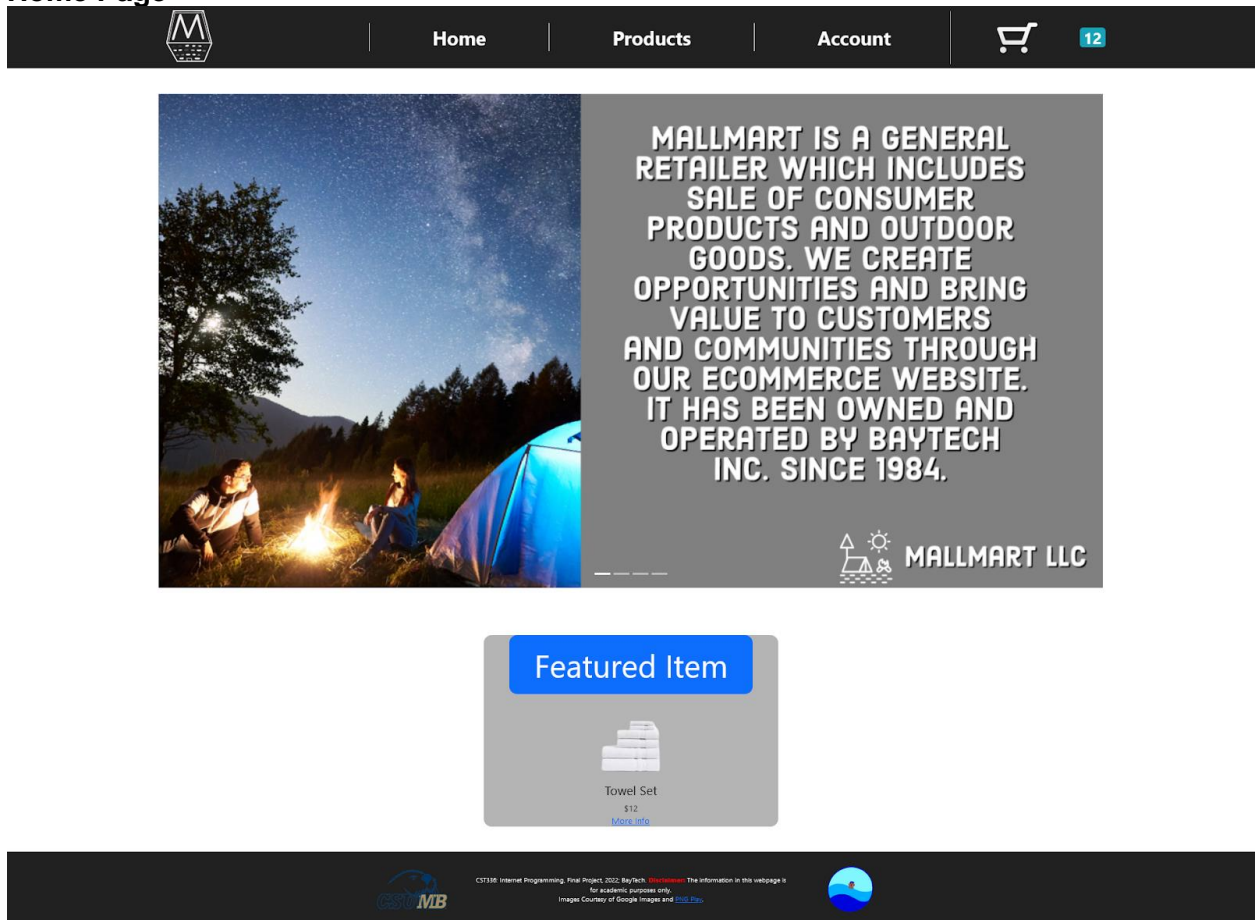 Home Page
M
Home
Products
Account
12
MALLMART IS A GENERAL
RETAILER WHICH INCLUDES
SALE OF CONSUMER
PRODUCTS AND OUTDOOR
GOODS. WE CREATE
OPPORTUNITIES AND BRING
VALUE TO CUSTOMERS
AND COMMUNITIES THROUGH
OUR ECOMMERCE WEBSITE.
IT HAS BEEN OWNED AND
OPERATED BY BAYTECH
INC. SINCE 1984.
MALLMART LLC
Featured Item
Towel Set
$12
More info
CSUMB
CST336: Internet Programming, Final Project, 2022; BayTech. Disclaimer: The information in this webpage is
for academic purposes only.
Images Courtesy of Google Images and PNG Play.